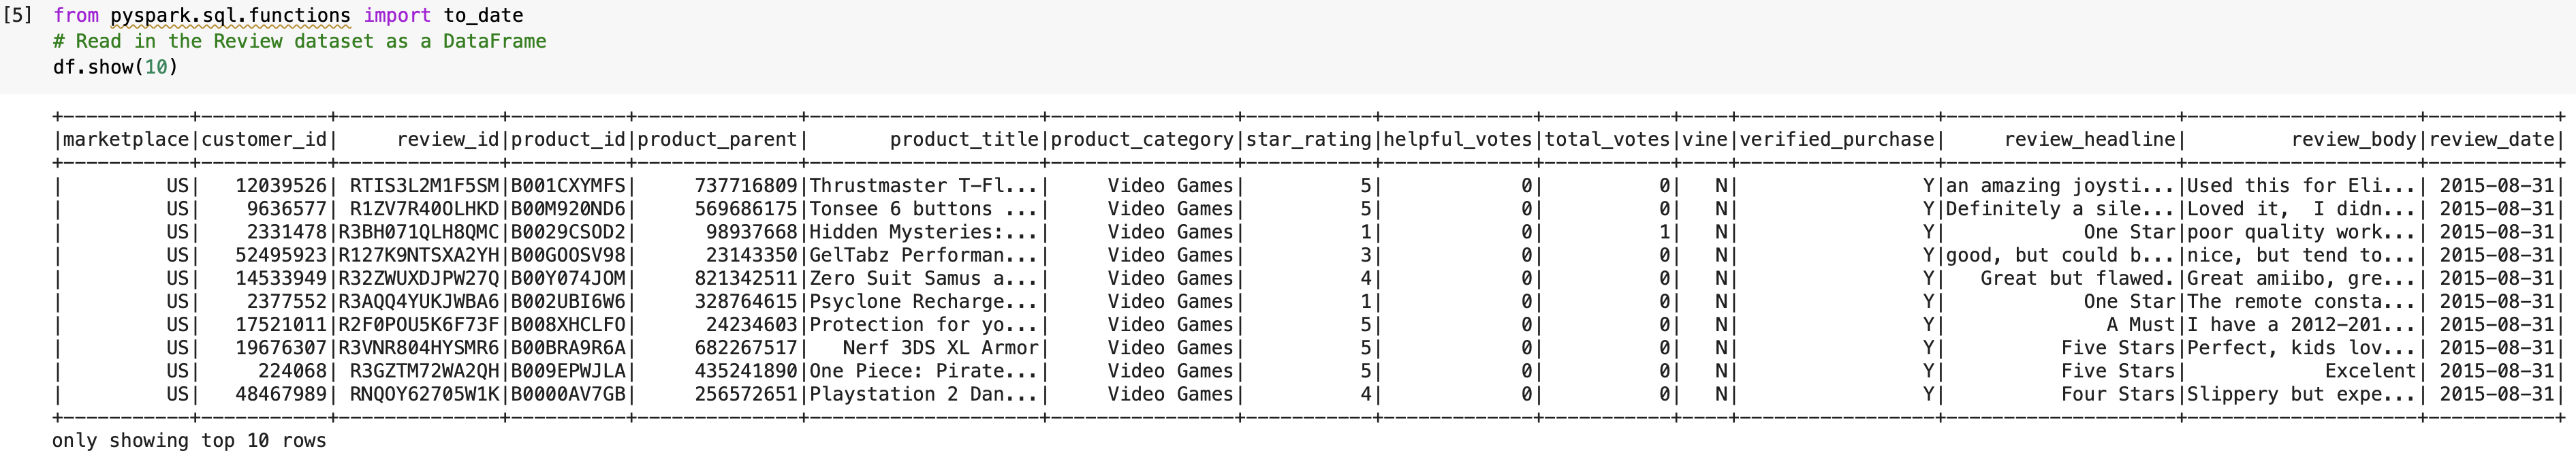 [5] from pyspark.sql.functions import to_date
# Read in the Review dataset as a DataFrame
df.show(10)
+-----------+-----------+--------------+----------+--------------+--------------------+----------------+-----------+-------------+-----------+----+-----------------+--------------------+--------------------+-----------+
|marketplace|customer_id|     review_id|product_id|product_parent|       product_title|product_category|star_rating|helpful_votes|total_votes|vine|verified_purchase|     review_headline|         review_body|review_date|
+-----------+-----------+--------------+----------+--------------+--------------------+----------------+-----------+-------------+-----------+----+-----------------+--------------------+--------------------+-----------+
|         US|   12039526| RTIS3L2M1F5SM|B001CXYMFS|     737716809|Thrustmaster T-Fl...|     Video Games|          5|            0|          0|   N|                Y|an amazing joysti...|Used this for Eli...| 2015-08-31|
|         US|    9636577| R1ZV7R40OLHKD|B00M920ND6|     569686175|Tonsee 6 buttons ...|     Video Games|          5|            0|          0|   N|                Y|Definitely a sile...|Loved it,  I didn...| 2015-08-31|
|         US|    2331478|R3BH071QLH8QMC|B0029CSOD2|      98937668|Hidden Mysteries:...|     Video Games|          1|            0|          1|   N|                Y|            One Star|poor quality work...| 2015-08-31|
|         US|   52495923|R127K9NTSXA2YH|B00GOOSV98|      23143350|GelTabz Performan...|     Video Games|          3|            0|          0|   N|                Y|good, but could b...|nice, but tend to...| 2015-08-31|
|         US|   14533949|R32ZWUXDJPW27Q|B00Y074JOM|     821342511|Zero Suit Samus a...|     Video Games|          4|            0|          0|   N|                Y|   Great but flawed.|Great amiibo, gre...| 2015-08-31|
|         US|    2377552|R3AQQ4YUKJWBA6|B002UBI6W6|     328764615|Psyclone Recharge...|     Video Games|          1|            0|          0|   N|                Y|            One Star|The remote consta...| 2015-08-31|
|         US|   17521011|R2F0POU5K6F73F|B008XHCLFO|      24234603|Protection for yo...|     Video Games|          5|            0|          0|   N|                Y|              A Must|I have a 2012-201...| 2015-08-31|
|         US|   19676307|R3VNR804HYSMR6|B00BRA9R6A|     682267517|   Nerf 3DS XL Armor|     Video Games|          5|            0|          0|   N|                Y|          Five Stars|Perfect, kids lov...| 2015-08-31|
|         US|     224068| R3GZTM72WA2QH|B009EPWJLA|     435241890|One Piece: Pirate...|     Video Games|          5|            0|          0|   N|                Y|          Five Stars|            Excelent| 2015-08-31|
|         US|   48467989| RNQOY62705W1K|B0000AV7GB|     256572651|Playstation 2 Dan...|     Video Games|          4|            0|          0|   N|                Y|          Four Stars|Slippery but expe...| 2015-08-31|
+-----------+-----------+--------------+----------+--------------+--------------------+----------------+-----------+-------------+-----------+----+-----------------+--------------------+--------------------+-----------+
only showing top 10 rows